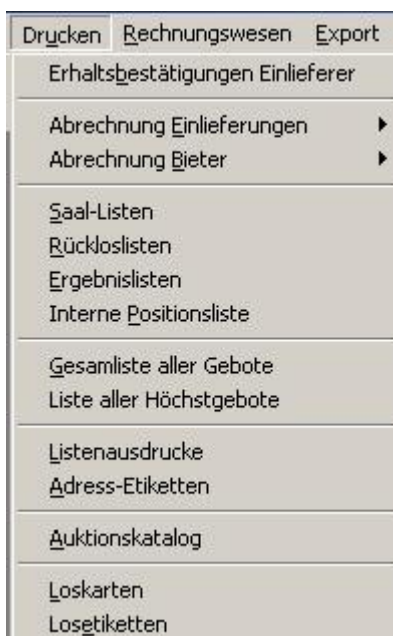 Drucken Rechnungswesen Export
Erhaltsbestätigungen Einlieferer
Abrechnung Einlieferungen
Abrechnung Bieter
Saal-Listen
Rückloslisten
Ergebnislisten
Interne Positionsliste
Gesamliste aller Gebote
Liste aller Höchstgebote
Listenausdrucke
Adress-Etiketten
Auktionskatalog
Loskarten
Losetiketten